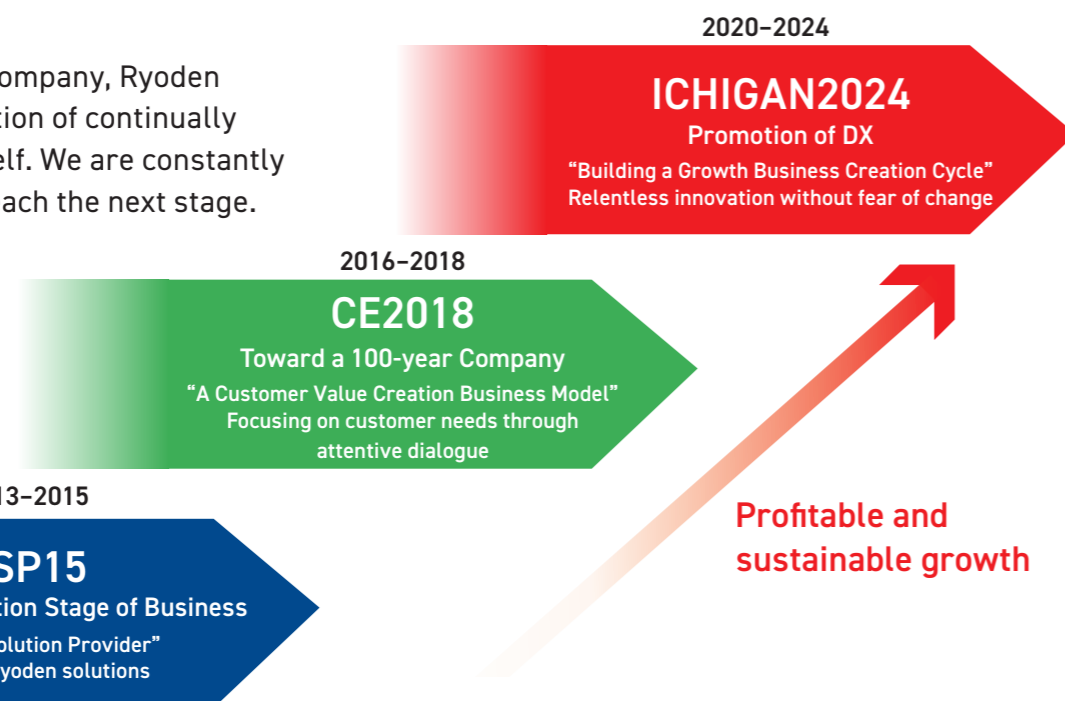 2020–2024
ompany, Ryoden
tion of continually
elf. We are constantly
ach the next stage.
ICHIGAN2024
Promotion of DX
“Building a Growth Business Creation Cycle”
Relentless innovation without fear of change
2016–2018
CE2018
Toward a 100-year Company
“A Customer Value Creation Business Model”
Focusing on customer needs through
attentive dialogue
13–2015
SP15
tion Stage of Business
olution Provider”
yoden solutions
Profitable and
sustainable growth